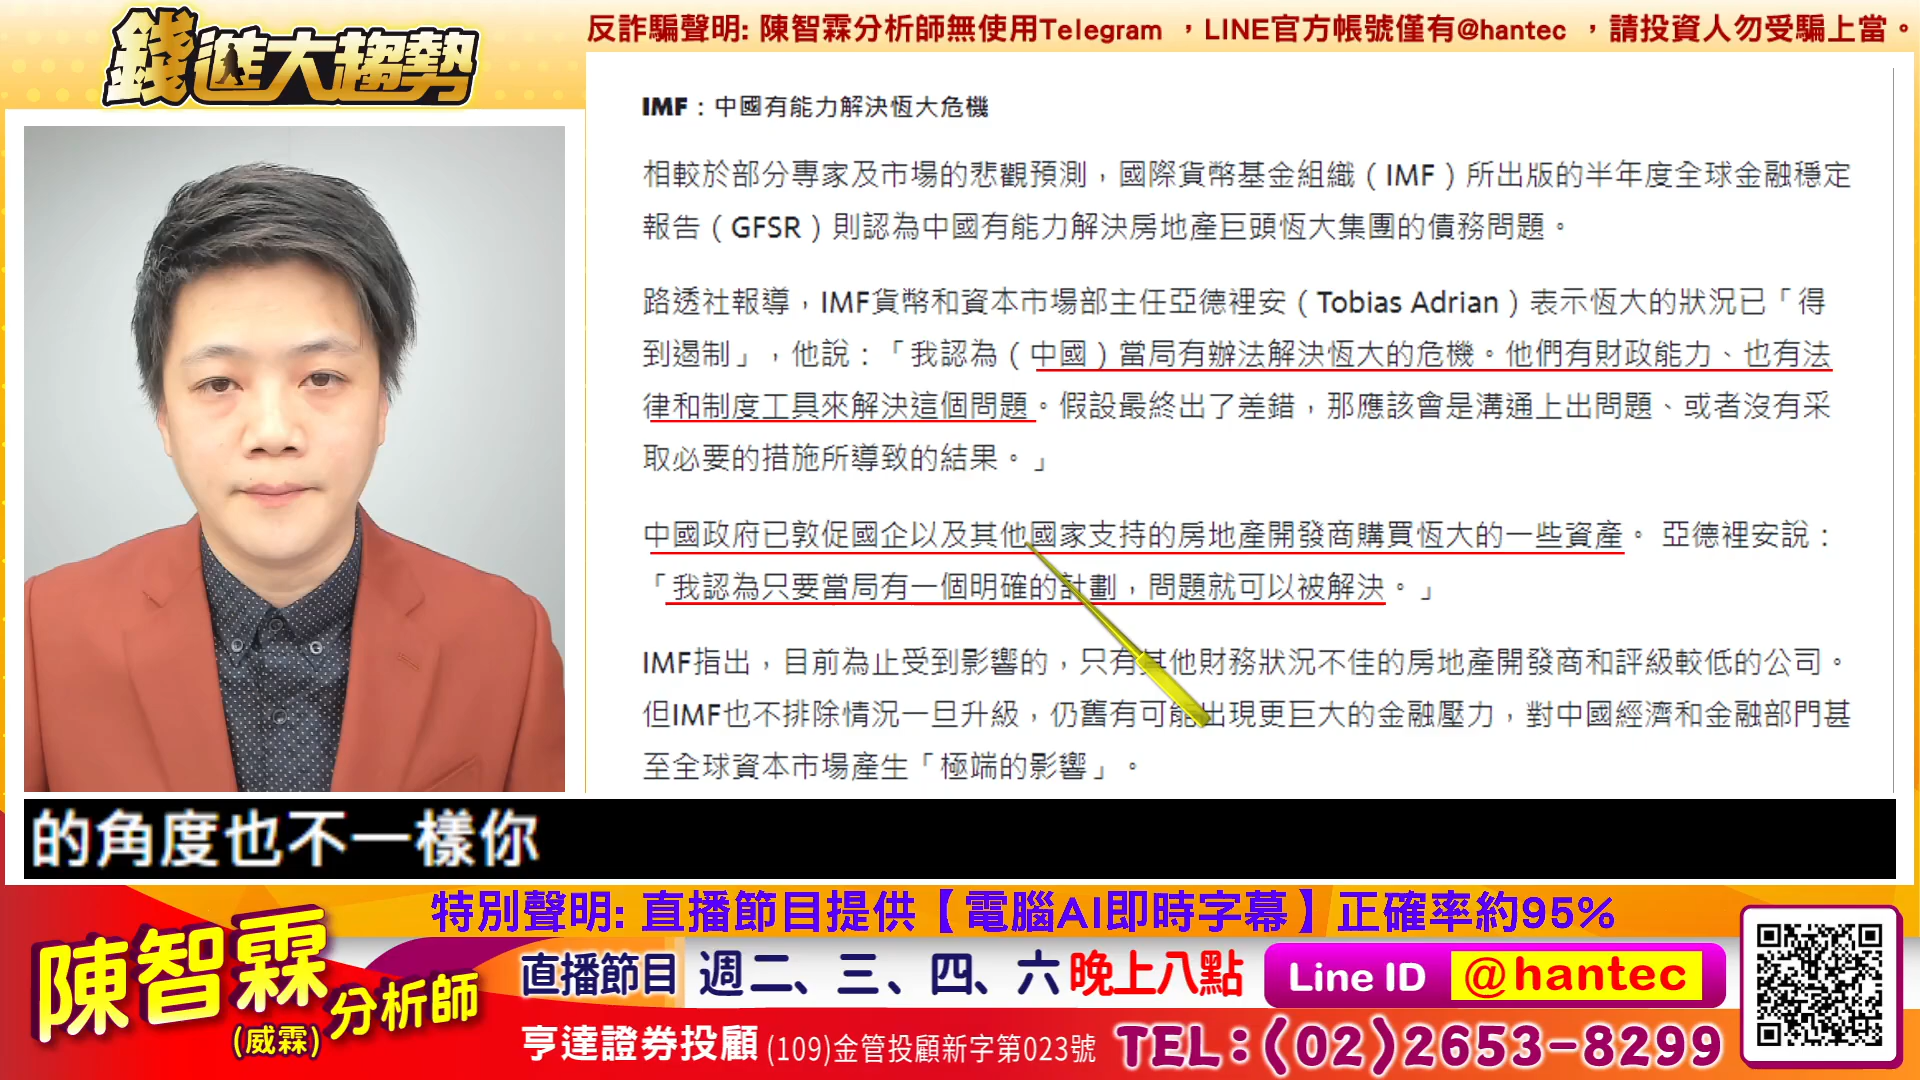 錢進大趨勢
反詐騙聲明: 陳智霖分析師無使用Telegram ，LINE官方帳號僅有@hantec ，請投資人勿受騙上當。
IMF：中國有能力解決恆大危機
相較於部分專家及市場的悲觀預測，國際貨幣基金組織（IMF）所出版的半年度全球金融穩定
報告（GFSR）則認為中國有能力解決房地產巨頭恆大集團的債務問題。
路透社報導，IMF貨幣和資本市場部主任亞德裡安（Tobias Adrian）表示恆大的狀況已「得
到遏制」，他說：「我認為（中國）當局有辦法解決恆大的危機。他們有財政能力、也有法
律和制度工具來解決這個問題。假設最終出了差錯，那應該會是溝通上出問題、或者沒有采
取必要的措施所導致的結果。」
中國政府已敦促國企以及其他國家支持的房地產開發商購買恆大的一些資產。 亞德裡安說：
「我認為只要當局有一個明確的計劃，問題就可以被解決。」
IMF指出，目前為止受到影響的，只有其他財務狀況不佳的房地產開發商和評級較低的公司。
但IMF也不排除情況一旦升級，仍舊有可能出現更巨大的金融壓力，對中國經濟和金融部門甚
至全球資本市場產生「極端的影響」。
的角度也不一樣你
特別聲明: 直播節目提供【電腦AI即時字幕】正確率約95%
陳智霖分析師
(威霖)
直播節目 週二、三、四、六晚上八點
Line ID @hantec
亨達證券投顧 (109)金管投顧新字第023號 TEL:(02)2653-8299